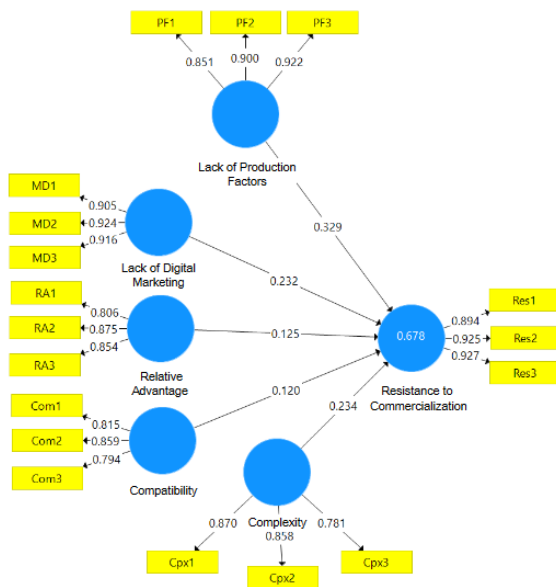 PF1
PF2
PF3
0.851
0.900
0.922
Lack of Production
Factors
MD1
MD2
MD3
0.905
0.924
0.916
Lack of Digital
Marketing
0.329
0.232
RA1
RA2
RA3
0.806
0.875
0.854
Relative
Advantage
0.125
0.678
Res1
Res2
Res3
0.894
0.925
0.927
Resistance to
Commercialization
Com1
Com2
Com3
0.815
0.859
0.794
Compatibility
0.120
0.234
Complexity
0.870
0.858
0.781
Cpx1
Cpx2
Cpx3